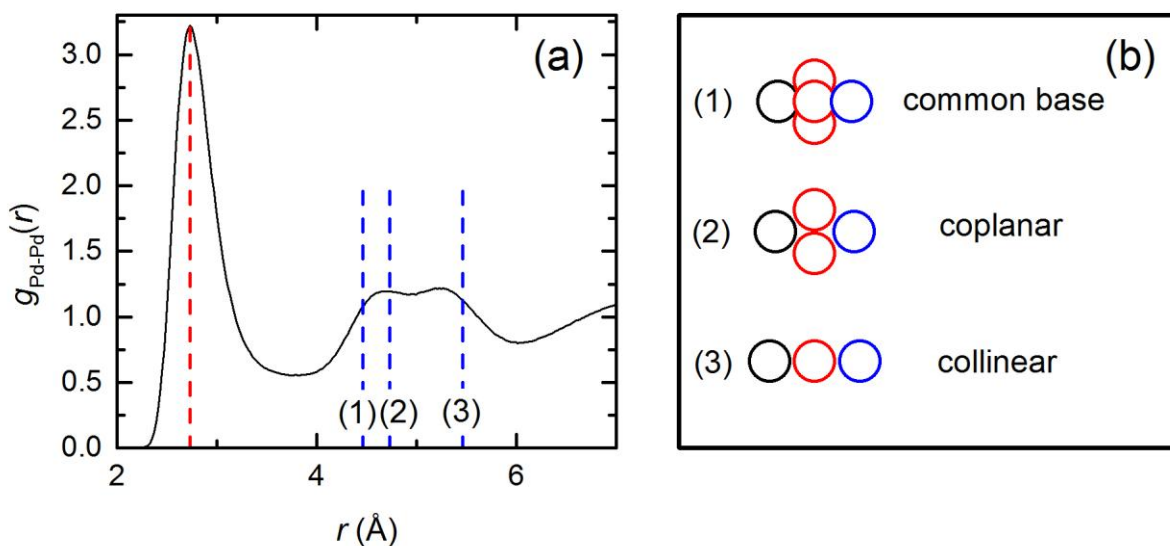 (a)
3.0
2.5
2.0
1.5
1.0
0.5
0.0
g Pd-Pd(r)
(1) (2) (3)
2 4 6
r (Å)
(b)
(1) common base
(2) coplanar
(3) collinear